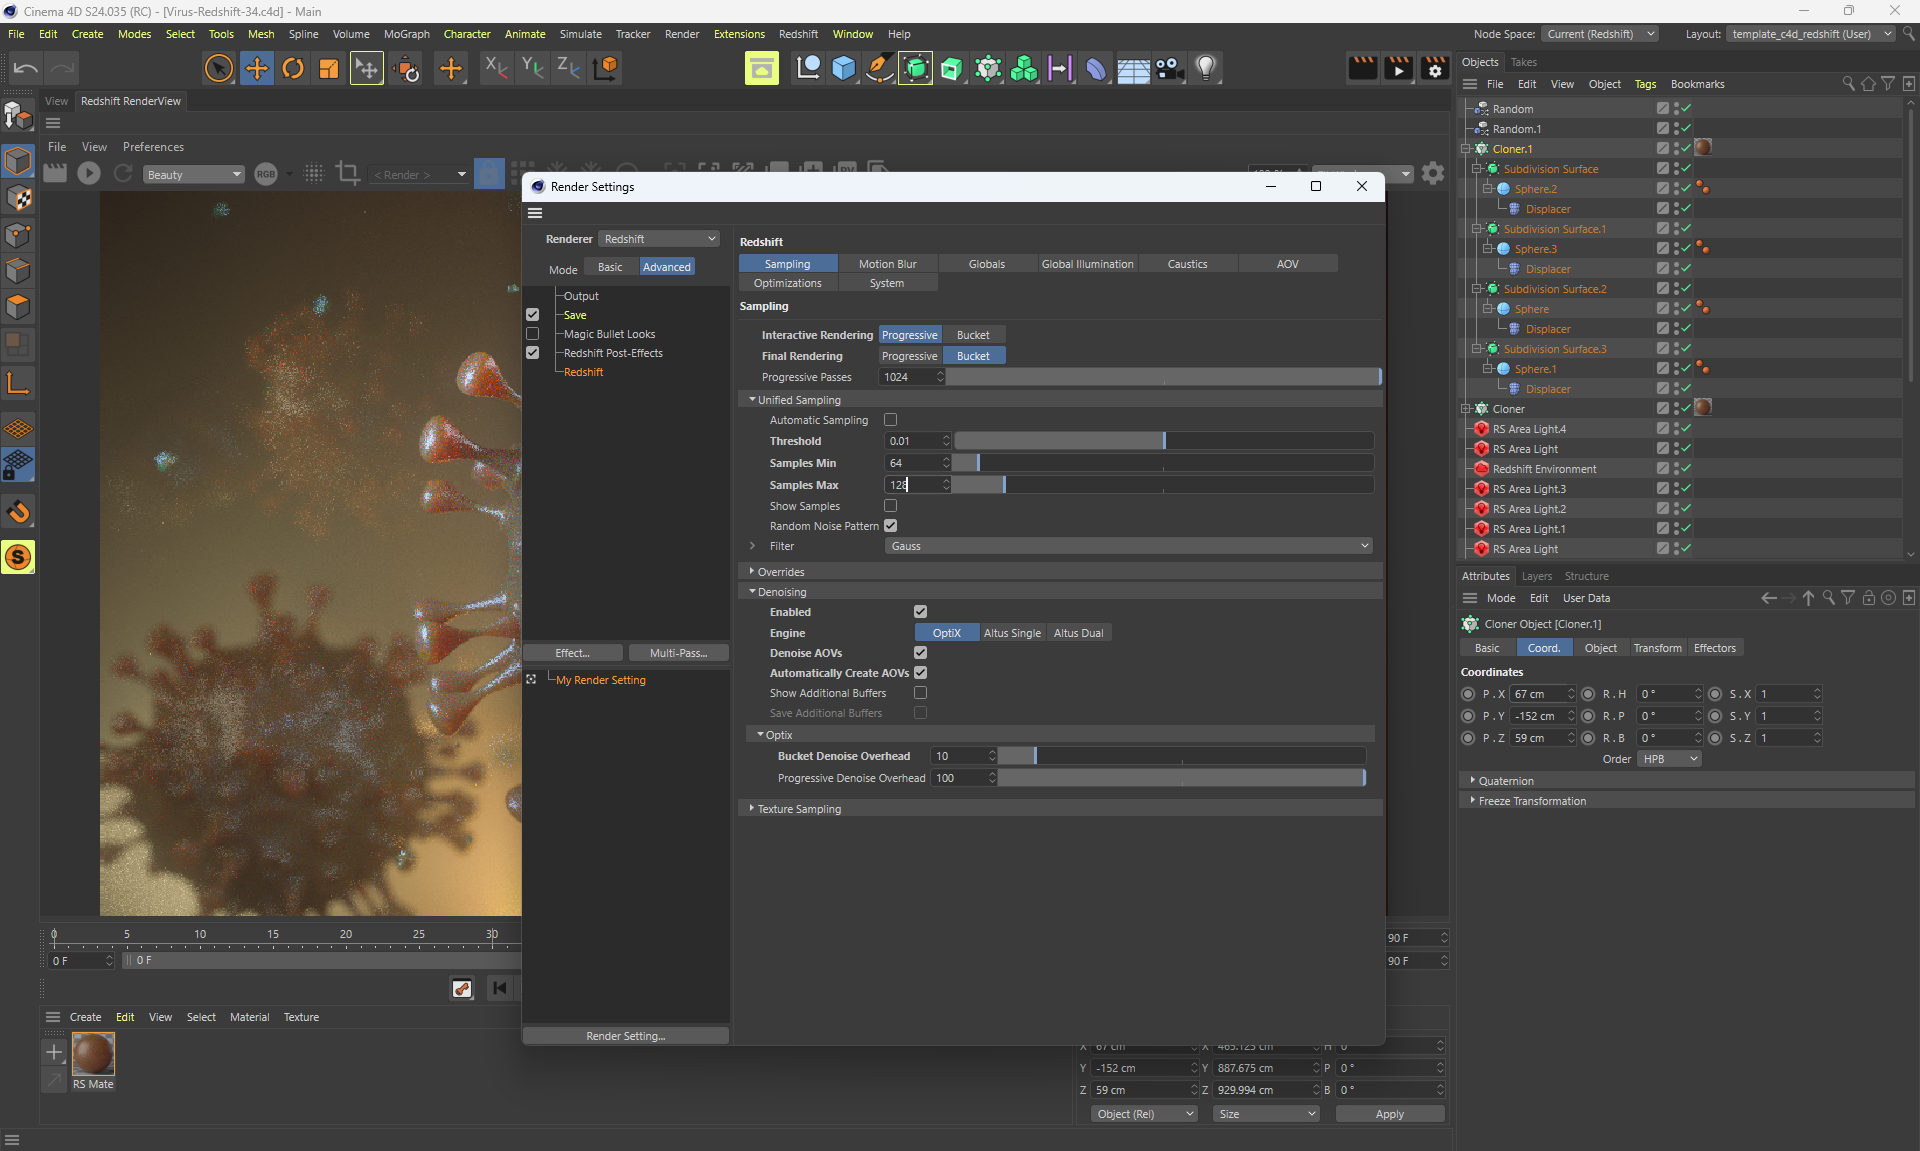 Cinema 4D S24.035 (RC) - [Virus-Redshift-34.c4d] - Main
File Edit Create Modes Select Tools Mesh Spline Volume MoGraph Character Animate Simulate Tracker Render Extensions Redshift Window Help
Node Space: Current (Redshift) Layout: template_c4d_redshift (User)
X Y Z
View Redshift RenderView
File View Preferences
Beauty RGB < Render >
Render Settings
Renderer Redshift
Mode Basic Advanced
Output
Save
Magic Bullet Looks
Redshift Post-Effects
Redshift
Effect... Multi-Pass...
My Render Setting
Render Setting...
Redshift
Sampling Motion Blur Globals Global Illumination Caustics AOV
Optimizations System
Sampling
Interactive Rendering Progressive Bucket
Final Rendering Progressive Bucket
Progressive Passes 1024
Unified Sampling
Automatic Sampling
Threshold 0.01
Samples Min 64
Samples Max 128
Show Samples
Random Noise Pattern
Filter Gauss
Overrides
Denoising
Enabled
Engine OptiX Altus Single Altus Dual
Denoise AOVs
Automatically Create AOVs
Show Additional Buffers
Save Additional Buffers
Optix
Bucket Denoise Overhead 10
Progressive Denoise Overhead 100
Texture Sampling
Objects Takes
File Edit View Object Tags Bookmarks
Random
Random.1
Cloner.1
Subdivision Surface
Sphere.2
Displacer
Subdivision Surface.1
Sphere.3
Displacer
Subdivision Surface.2
Sphere
Displacer
Subdivision Surface.3
Sphere.1
Displacer
Cloner
RS Area Light.4
RS Area Light
Redshift Environment
RS Area Light.3
RS Area Light.2
RS Area Light.1
RS Area Light
Attributes Layers Structure
Mode Edit User Data
Cloner Object [Cloner.1]
Basic Coord. Object Transform Effectors
Coordinates
P . X 67 cm R . H 0 ° S . X 1
P . Y -152 cm R . P 0 ° S . Y 1
P . Z 59 cm R . B 0 ° S . Z 1
Order HPB
Quaternion
Freeze Transformation
0 5 10 15 20 25 30
0 F 0 F
90 F
90 F
Create Edit View Select Material Texture
RS Mate
X 67 cm X 465.125 cm H 0
Y -152 cm Y 887.675 cm P 0 °
Z 59 cm Z 929.994 cm B 0 °
Object (Rel) Size Apply
S